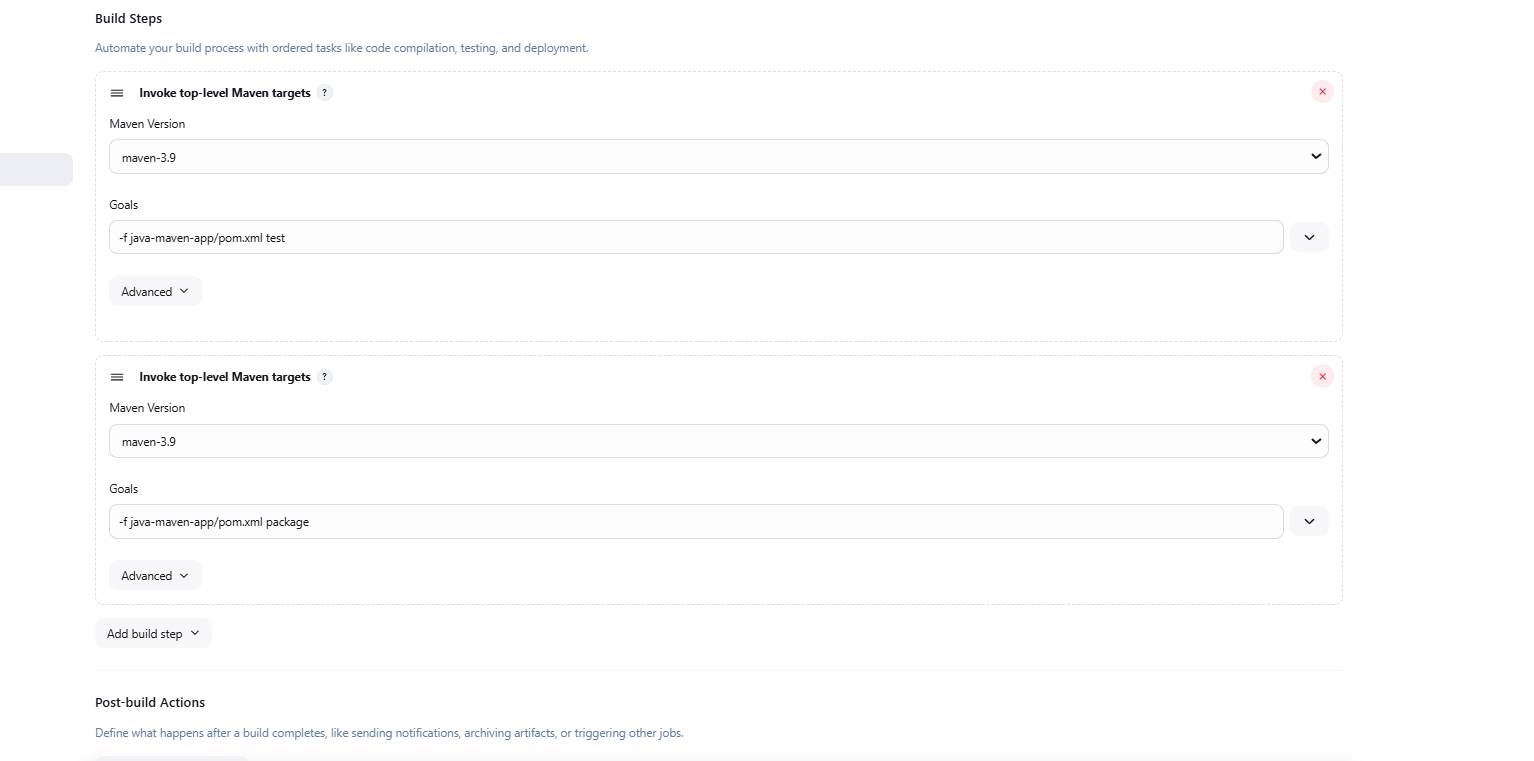 Build Steps
Automate your build process with ordered tasks like code compilation, testing, and deployment.
Invoke top-level Maven targets ?
Maven Version
maven-3.9
Goals
-f java-maven-app/pom.xml test
Advanced
Invoke top-level Maven targets ?
Maven Version
maven-3.9
Goals
-f java-maven-app/pom.xml package
Advanced
Add build step
Post-build Actions
Define what happens after a build completes, like sending notifications, archiving artifacts, or triggering other jobs.